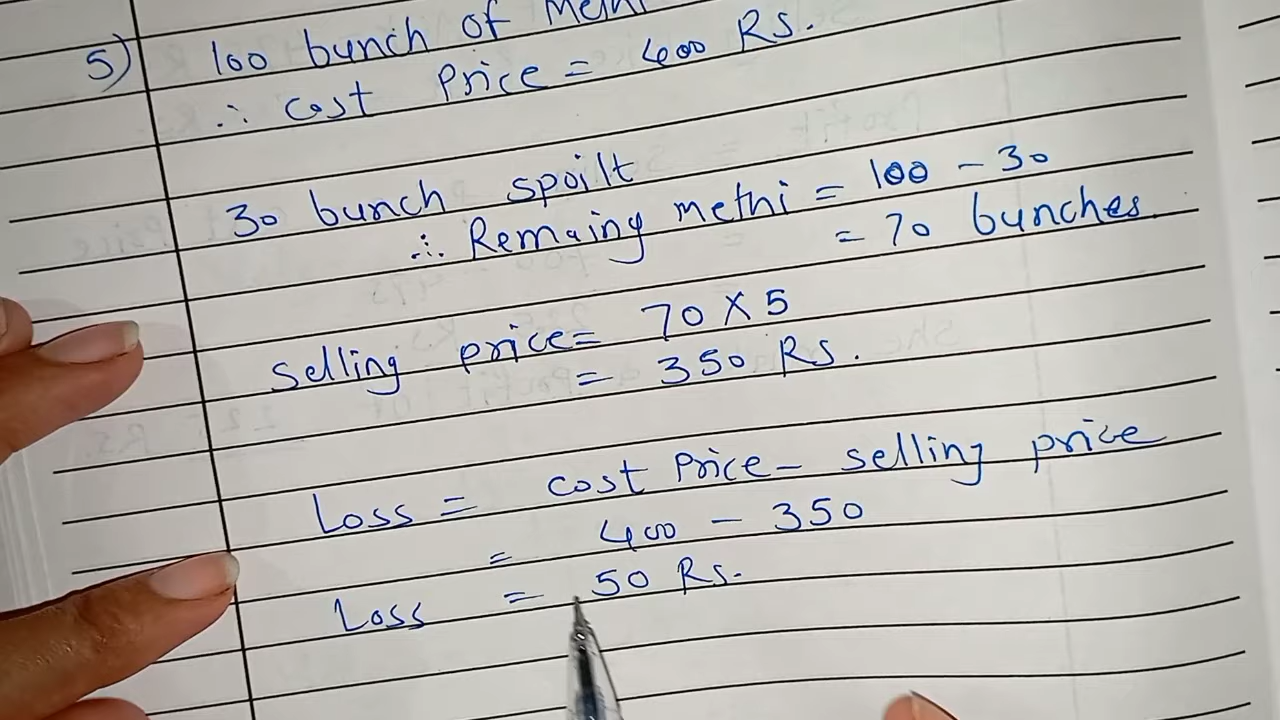 5) 100 bunch of Methi
∴ cost Price = 400 Rs.
30 bunch spoilt
∴ Remaing methi = 100 - 30
= 70 bunches.
selling price = 70 X 5
= 350 Rs.
Loss = cost Price - selling price
= 400 - 350
Loss = 50 Rs.